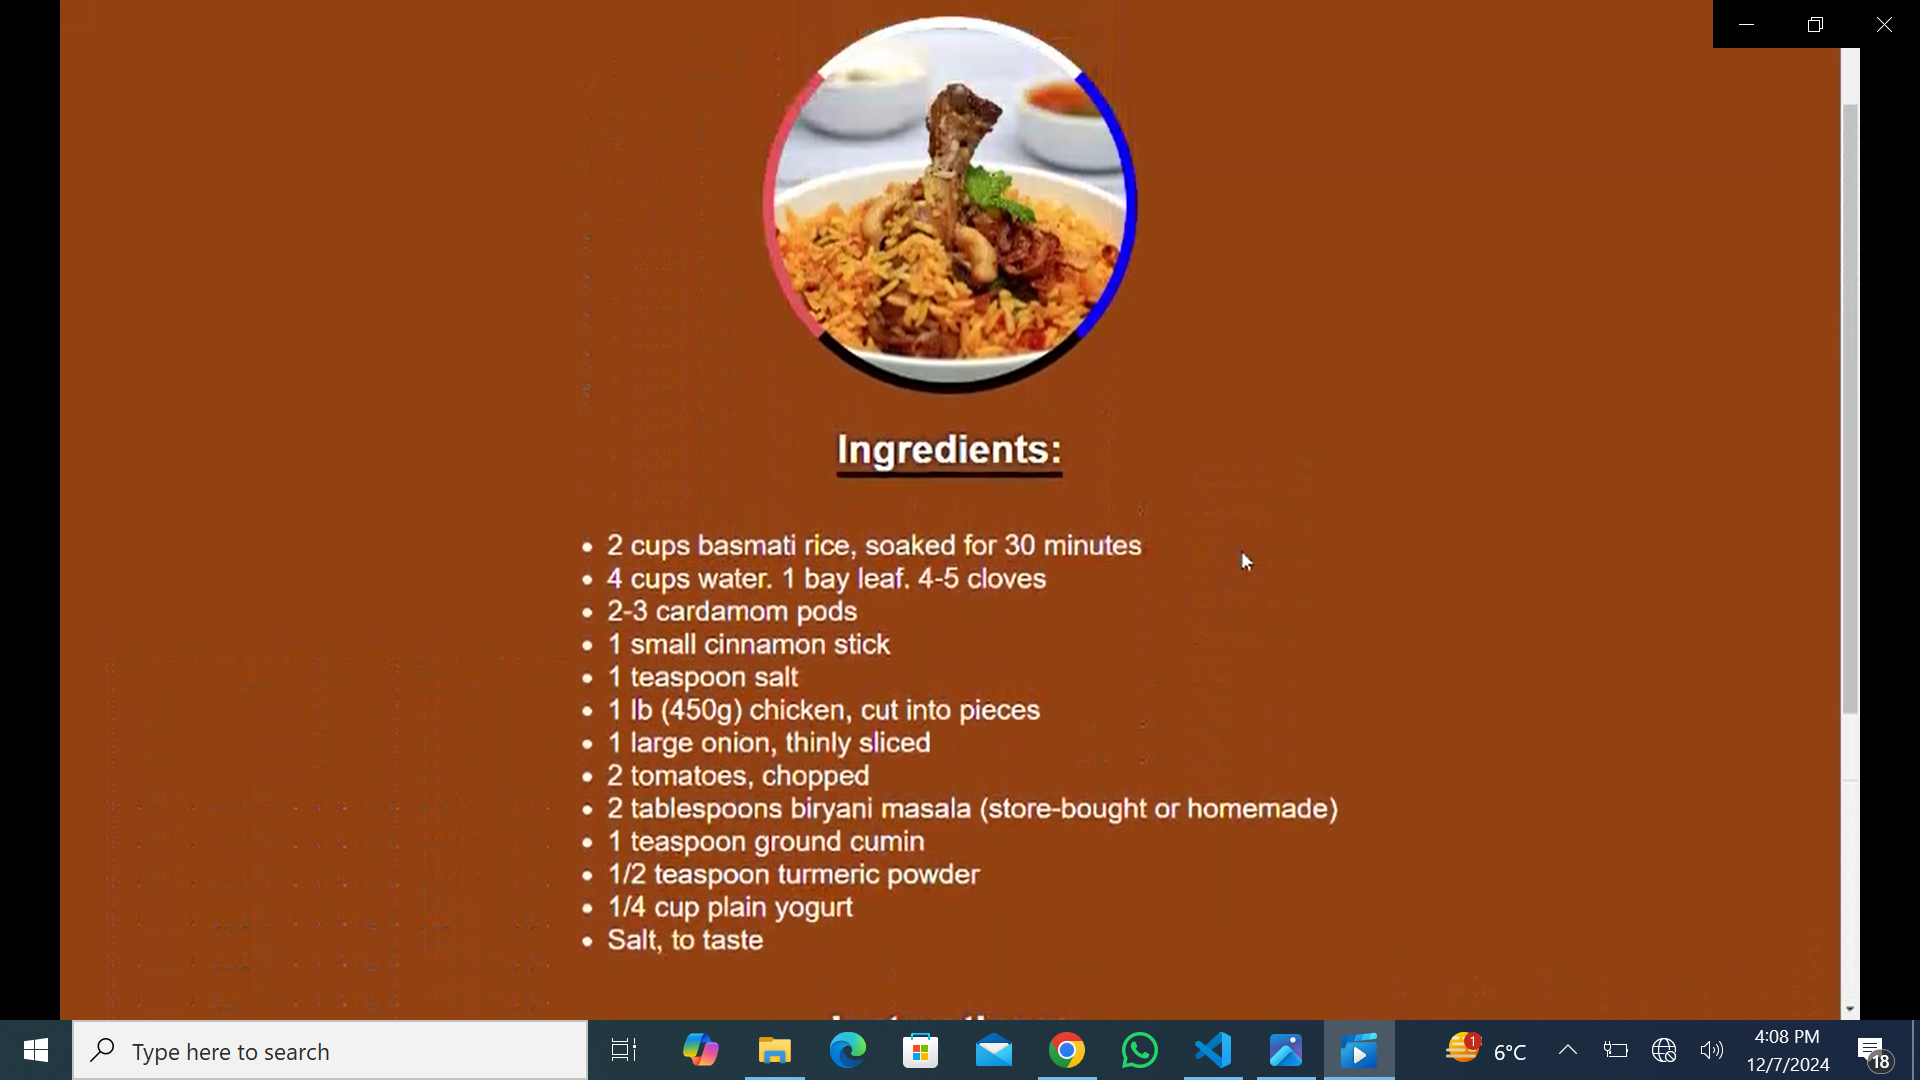 Ingredients:
2 cups basmati rice, soaked for 30 minutes
4 cups water. 1 bay leaf. 4-5 cloves
2-3 cardamom pods
1 small cinnamon stick
1 teaspoon salt
1 lb (450g) chicken, cut into pieces
1 large onion, thinly sliced
2 tomatoes, chopped
2 tablespoons biryani masala (store-bought or homemade)
1 teaspoon ground cumin
1/2 teaspoon turmeric powder
1/4 cup plain yogurt
Salt, to taste
Type here to search
1
6°C
4:08 PM
12/7/2024
18